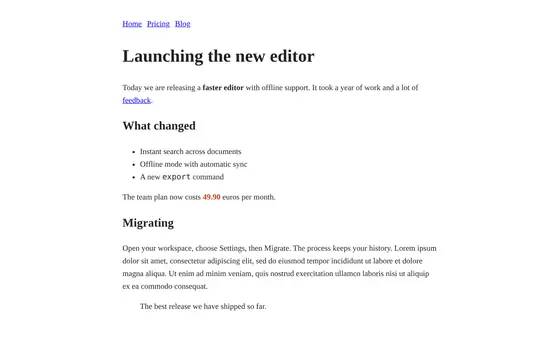 Home Pricing Blog
Launching the new editor
Today we are releasing a faster editor with offline support. It took a year of work and a lot of
feedback.
What changed
Instant search across documents
Offline mode with automatic sync
A new export command
The team plan now costs 49.90 euros per month.
Migrating
Open your workspace, choose Settings, then Migrate. The process keeps your history. Lorem ipsum
dolor sit amet, consectetur adipiscing elit, sed do eiusmod tempor incididunt ut labore et dolore
magna aliqua. Ut enim ad minim veniam, quis nostrud exercitation ullamco laboris nisi ut aliquip
ex ea commodo consequat.
The best release we have shipped so far.